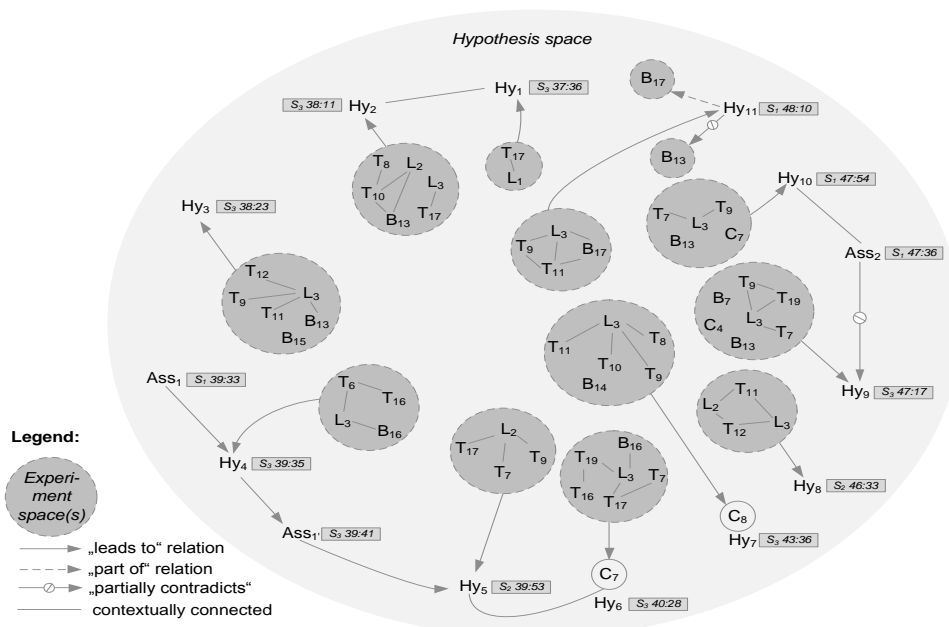 Hypothesis space
B17
S3 38:11 Hy2
Hy1 S3 37:36
Hy11 S1 48:10
T17
L1
B13
T8 L2
L3
T10
B13 T17
Hy10 S1 47:54
Hy3 S3 38:23
T7 T9
L3
B13 C7
L3
T9 B17
T11
Ass2 S1 47:36
T12
T9 L3
T11 B13
B15
T9
B7 T19
L3
C4 T7
B13
L3
T11 T8
T10
B14 T9
Ass1 S1 39:33
T6
T16
L3 B16
Hy9 S3 47:17
T11
L2
T12 L3
Legend:
Experi-
ment
space(s)
Hy4 S3 39:35
L2
T17 T9
T7
B16
T19 T7
L3
T16 T17
Hy8 S2 46:33
C8
Hy7 S3 43:36
Ass1' S3 39:41
„leads to“ relation
„part of“ relation
„partially contradicts“
contextually connected
Hy5 S2 39:53
C7
Hy6 S3 40:28